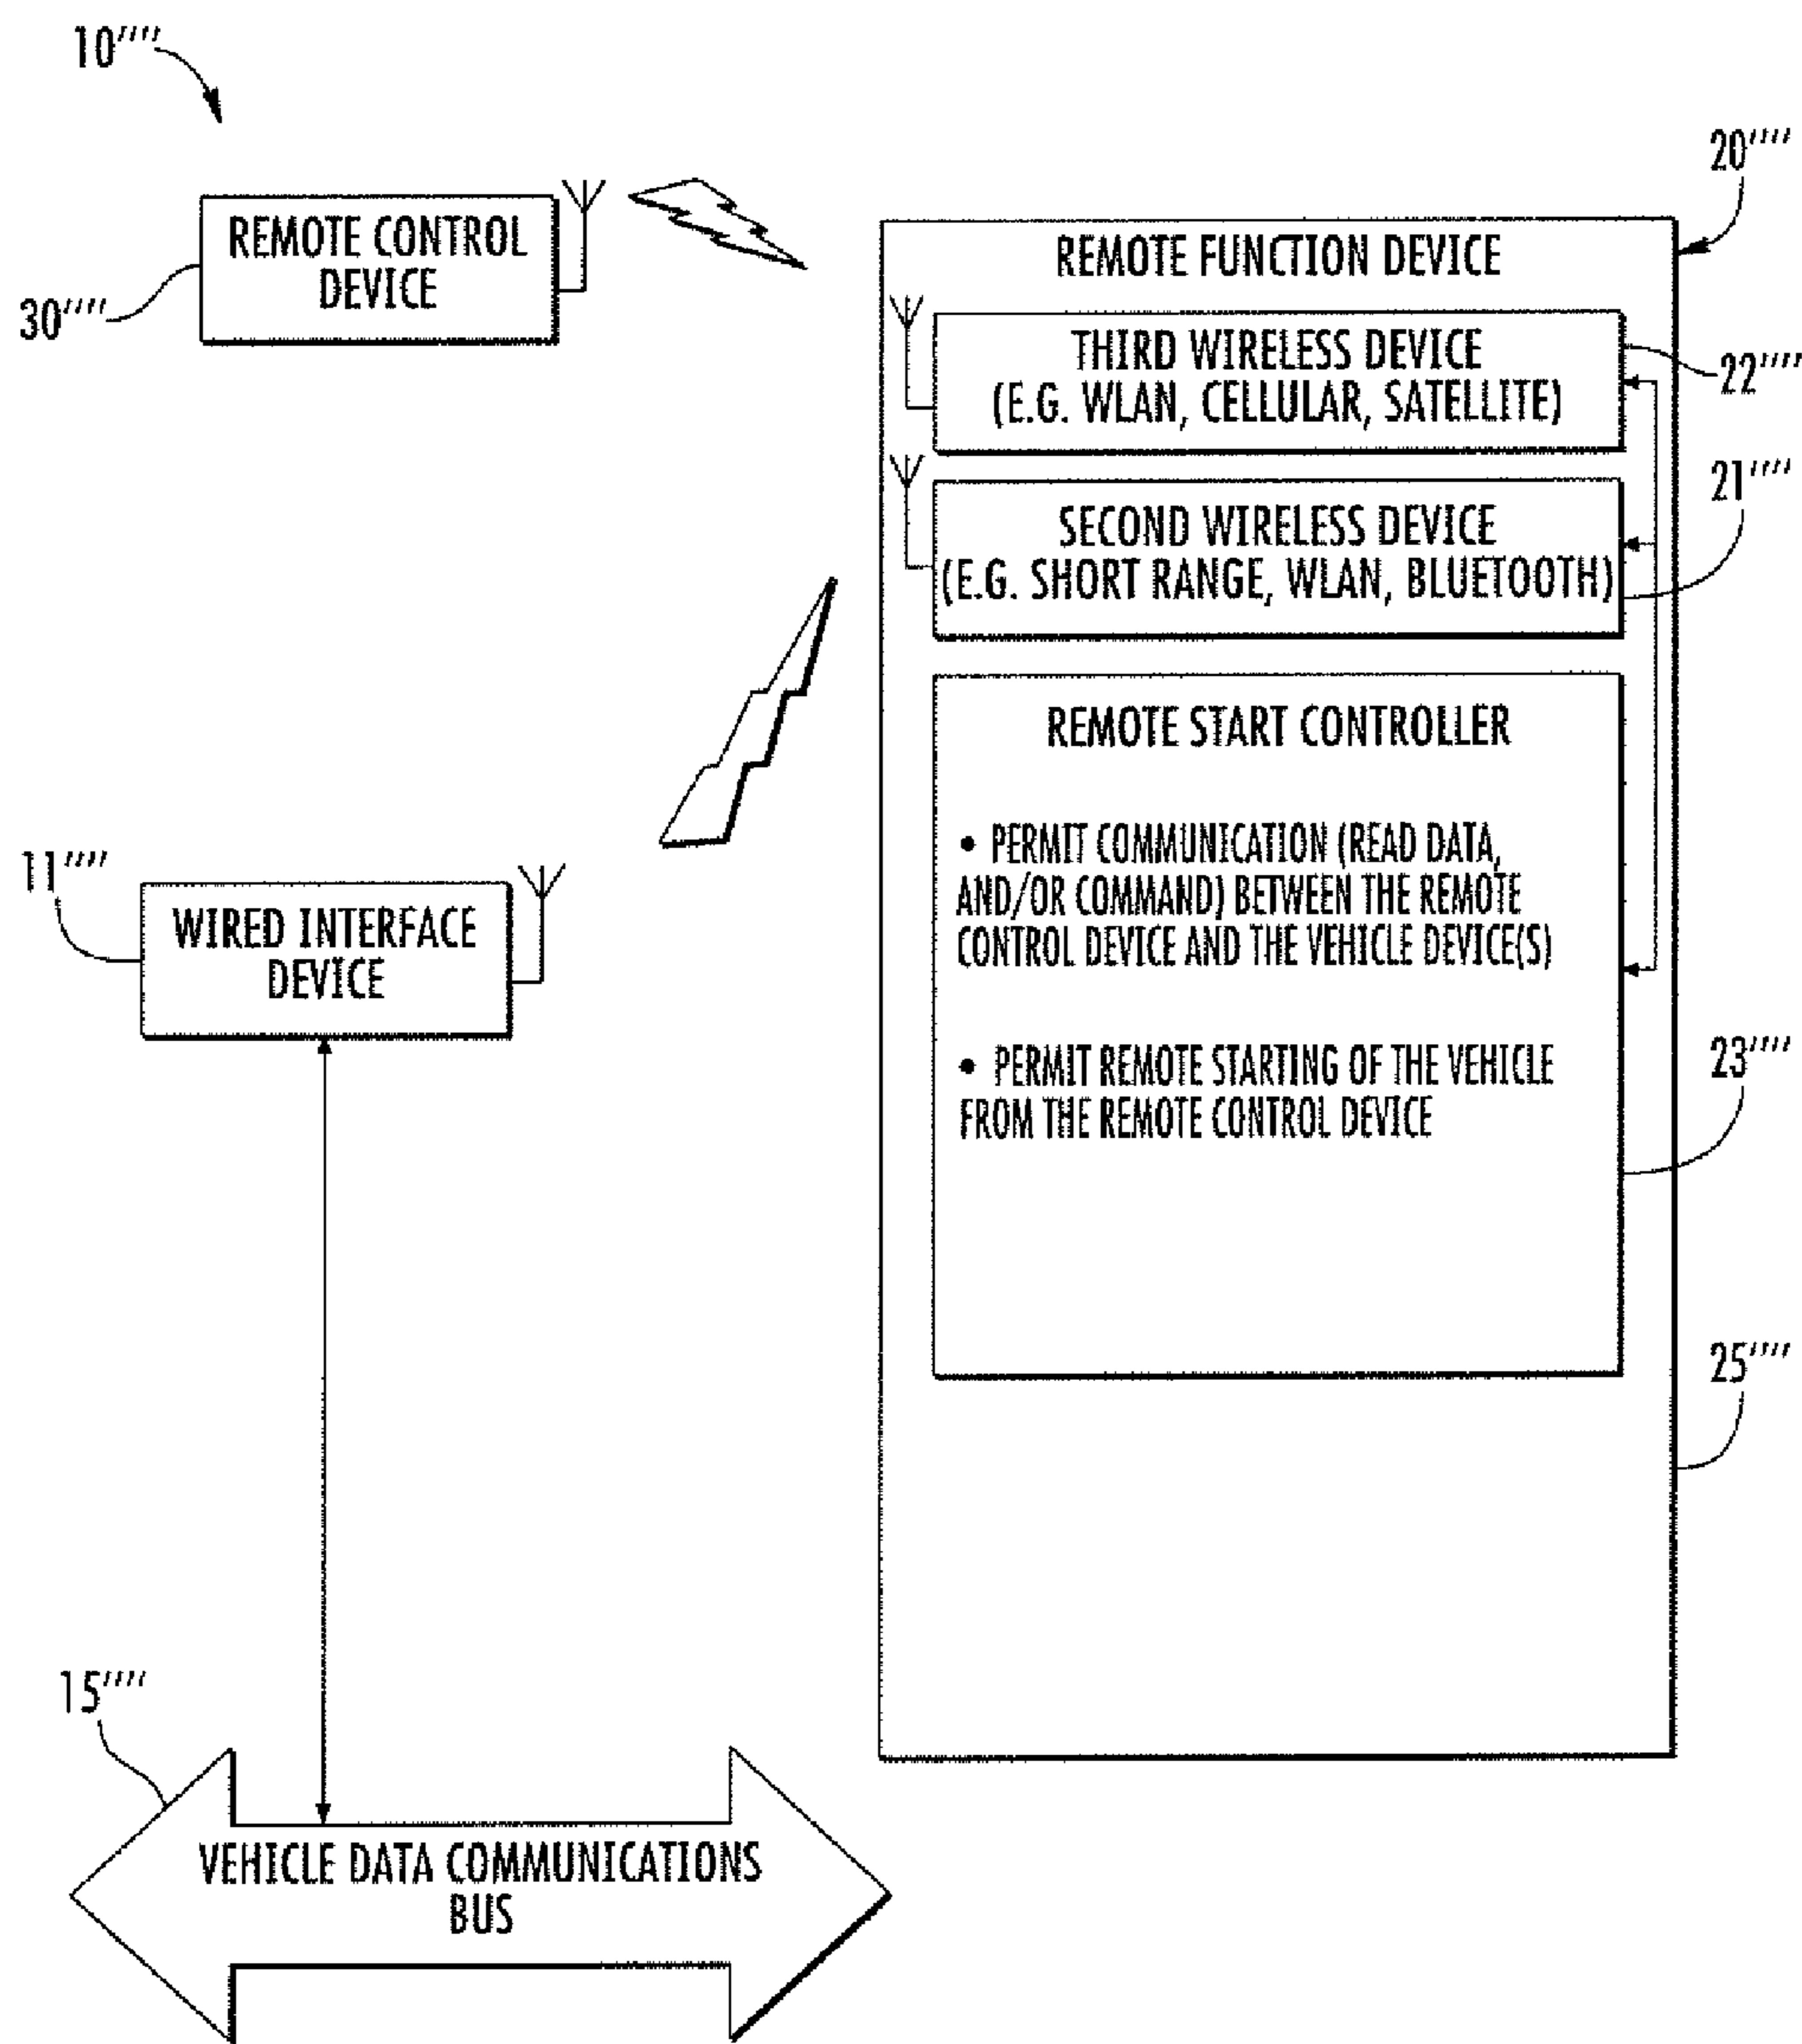 10''''
REMOTE CONTROL
DEVICE
30''''
20''''
REMOTE FUNCTION DEVICE
THIRD WIRELESS DEVICE
(E.G. WLAN, CELLULAR, SATELLITE)
22''''
21''''
SECOND WIRELESS DEVICE
(E.G. SHORT RANGE, WLAN, BLUETOOTH)
REMOTE START CONTROLLER
• PERMIT COMMUNICATION (READ DATA,
AND/OR COMMAND) BETWEEN THE REMOTE
CONTROL DEVICE AND THE VEHICLE DEVICE(S)
• PERMIT REMOTE STARTING OF THE VEHICLE
FROM THE REMOTE CONTROL DEVICE
23''''
25''''
11''''
WIRED INTERFACE
DEVICE
15''''
VEHICLE DATA COMMUNICATIONS
BUS